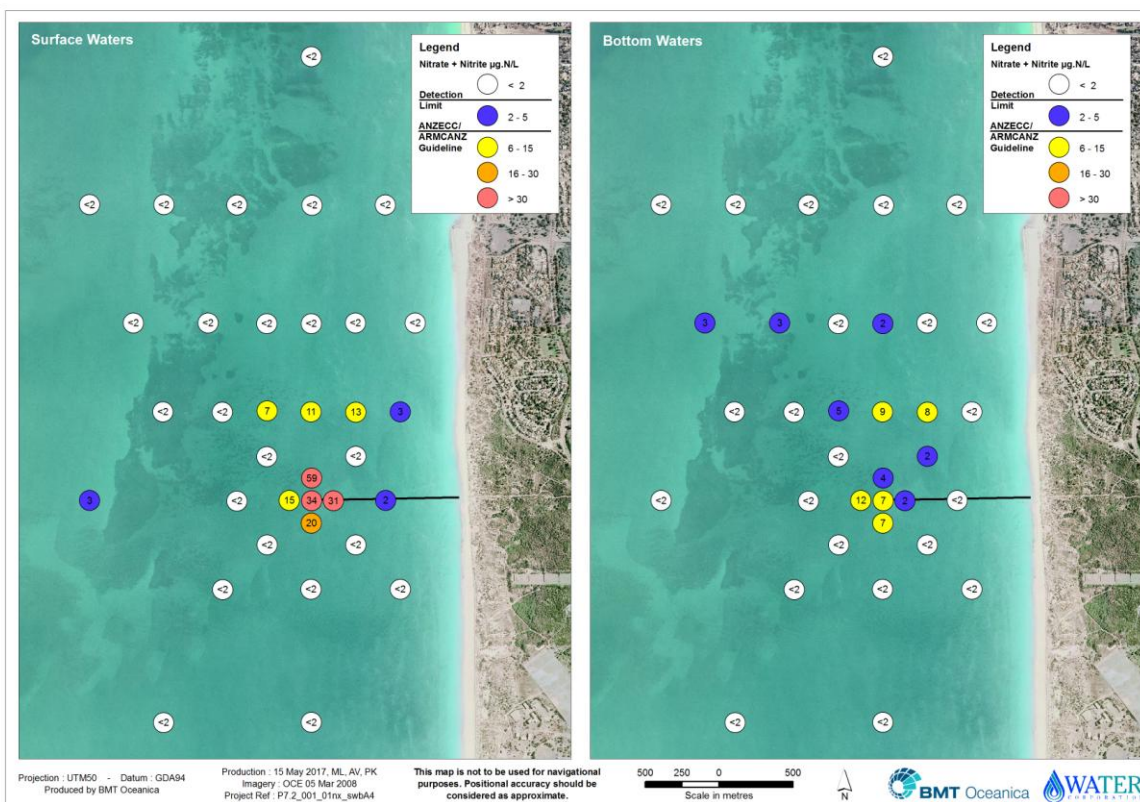 Surface Waters
Legend
Nitrate + Nitrite µg.N/L
< 2
Detection
Limit
2 - 5
ANZECC/
ARMCANZ
Guideline
6 - 15
16 - 30
> 30
<2
<2 <2 <2 <2 <2
<2 <2 <2 <2 <2 <2
<2 <2 7 11 13 3
<2 <2
59
3 <2 15 34 31 2
20
<2 <2
<2 <2 <2
<2 <2
Bottom Waters
Legend
Nitrate + Nitrite µg.N/L
< 2
Detection
Limit
2 - 5
ANZECC/
ARMCANZ
Guideline
6 - 15
16 - 30
> 30
<2
<2 <2 <2 <2 <2
3 3 <2 2 <2 <2
<2 <2 5 9 8 <2
<2 2
4
<2 <2 12 7 2 <2
7
<2 <2
<2 <2 <2
<2 <2
Projection : UTM50 - Datum : GDA94
Produced by BMT Oceanica
Production : 15 May 2017, ML, AV, PK
Imagery : OCE 05 Mar 2008
Project Ref : P7.2_001_01nx_swbA4
This map is not to be used for navigational
purposes. Positional accuracy should be
considered as approximate.
500 0 500
Scale in metres
N
BMT Oceanica
WATER
CORPORATION